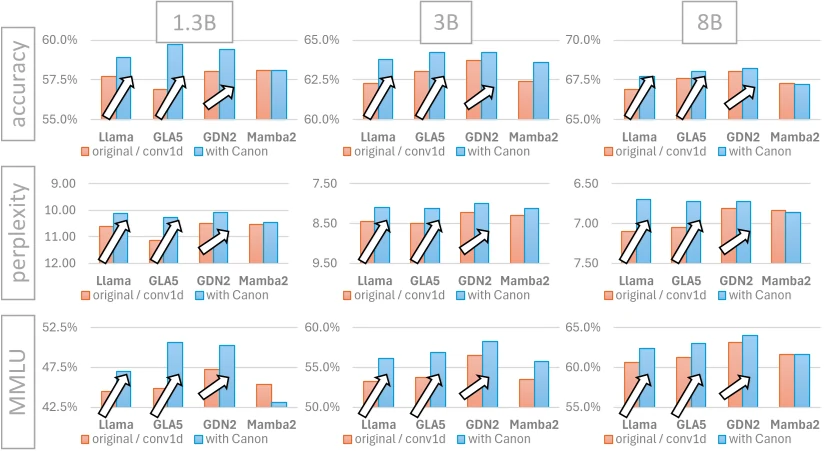 1.3B 3B 8B
accuracy
60.0% 65.0% 70.0%
57.5% 62.5% 67.5%
55.0% 60.0% 65.0%
Llama GLA5 GDN2 Mamba2 Llama GLA5 GDN2 Mamba2 Llama GLA5 GDN2 Mamba2
original / conv1d with Canon original / conv1d with Canon original / conv1d with Canon
perplexity
9.00 7.50 6.50
10.00 8.50 7.00
11.00 9.50 7.50
12.00
Llama GLA5 GDN2 Mamba2 Llama GLA5 GDN2 Mamba2 Llama GLA5 GDN2 Mamba2
original / conv1d with Canon original / conv1d with Canon original / conv1d with Canon
MMLU
52.5% 60.0% 65.0%
47.5% 55.0% 60.0%
42.5% 50.0% 55.0%
Llama GLA5 GDN2 Mamba2 Llama GLA5 GDN2 Mamba2 Llama GLA5 GDN2 Mamba2
original / conv1d with Canon original / conv1d with Canon original / conv1d with Canon